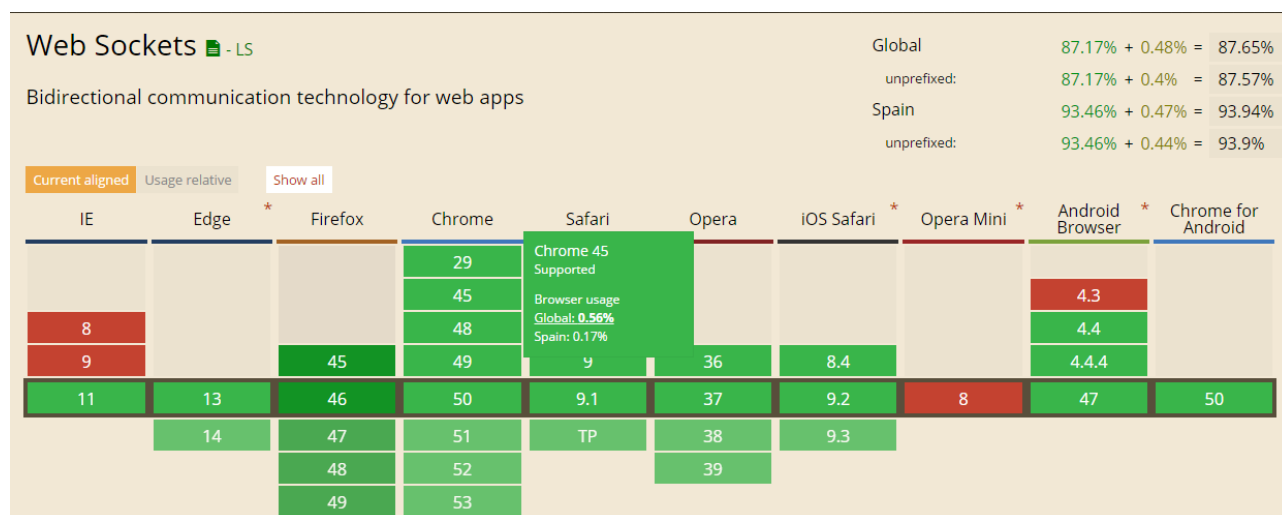 Web Sockets - LS
Bidirectional communication technology for web apps
Global 87.17% + 0.48% = 87.65%
unprefixed: 87.17% + 0.4% = 87.57%
Spain 93.46% + 0.47% = 93.94%
unprefixed: 93.46% + 0.44% = 93.9%
Current aligned Usage relative Show all
IE Edge * Firefox Chrome Safari Opera iOS Safari * Opera Mini * Android Browser * Chrome for Android
29
45 4.3
8 48 4.4
9 45 49 9 36 8.4 4.4.4
Chrome 45
Supported
Browser usage
Global: 0.56%
Spain: 0.17%
11 13 46 50 9.1 37 9.2 8 47 50
14 47 51 TP 38 9.3
48 52 39
49 53